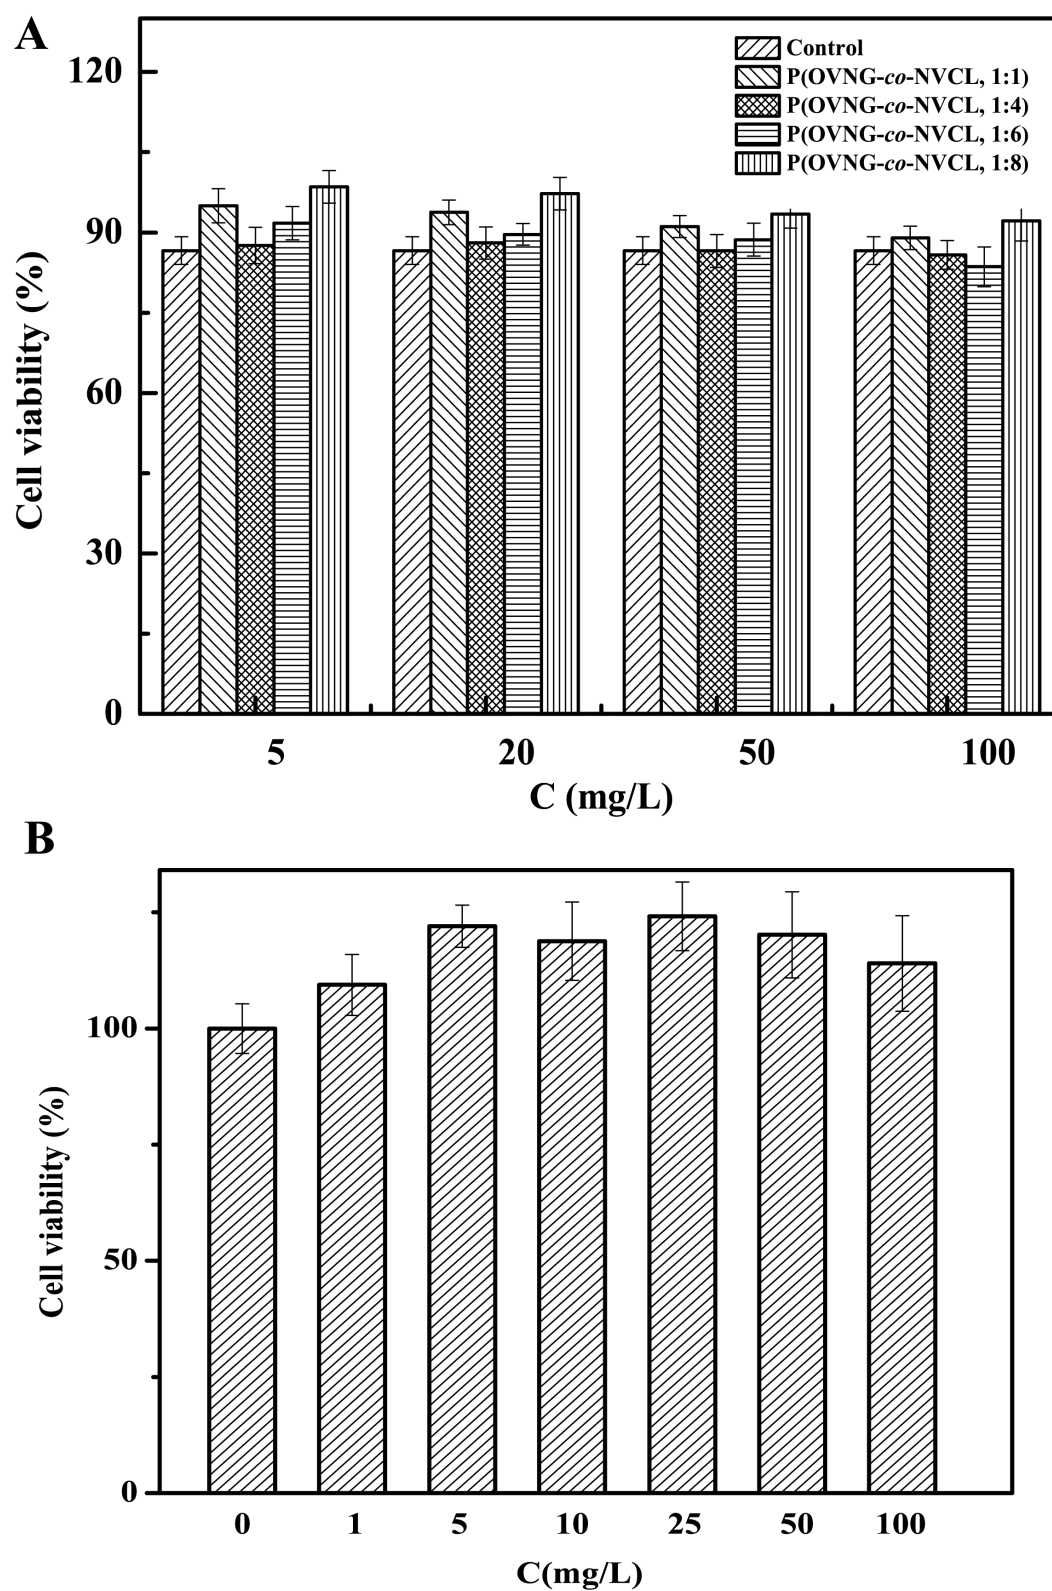 A
120
90
60
30
0
Cell viability (%)
Control
P(OVNG-co-NVCL, 1:1)
P(OVNG-co-NVCL, 1:4)
P(OVNG-co-NVCL, 1:6)
P(OVNG-co-NVCL, 1:8)
5 20 50 100
C (mg/L)
B
100
50
0
Cell viability (%)
0 1 5 10 25 50 100
C(mg/L)